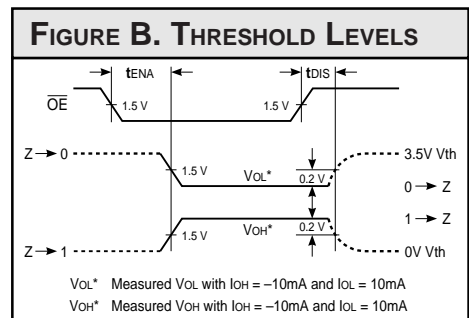 FIGURE B. THRESHOLD LEVELS
tENA tDIS
OE 1.5 V 1.5 V
Z 0 1.5 V VOL* 0.2 V 3.5V Vth
0 Z
1 Z
Z 1 1.5 V VOH* 0.2 V 0V Vth
VOL* Measured VOL with IOH = –10mA and IOL = 10mA
VOH* Measured VOH with IOH = –10mA and IOL = 10mA